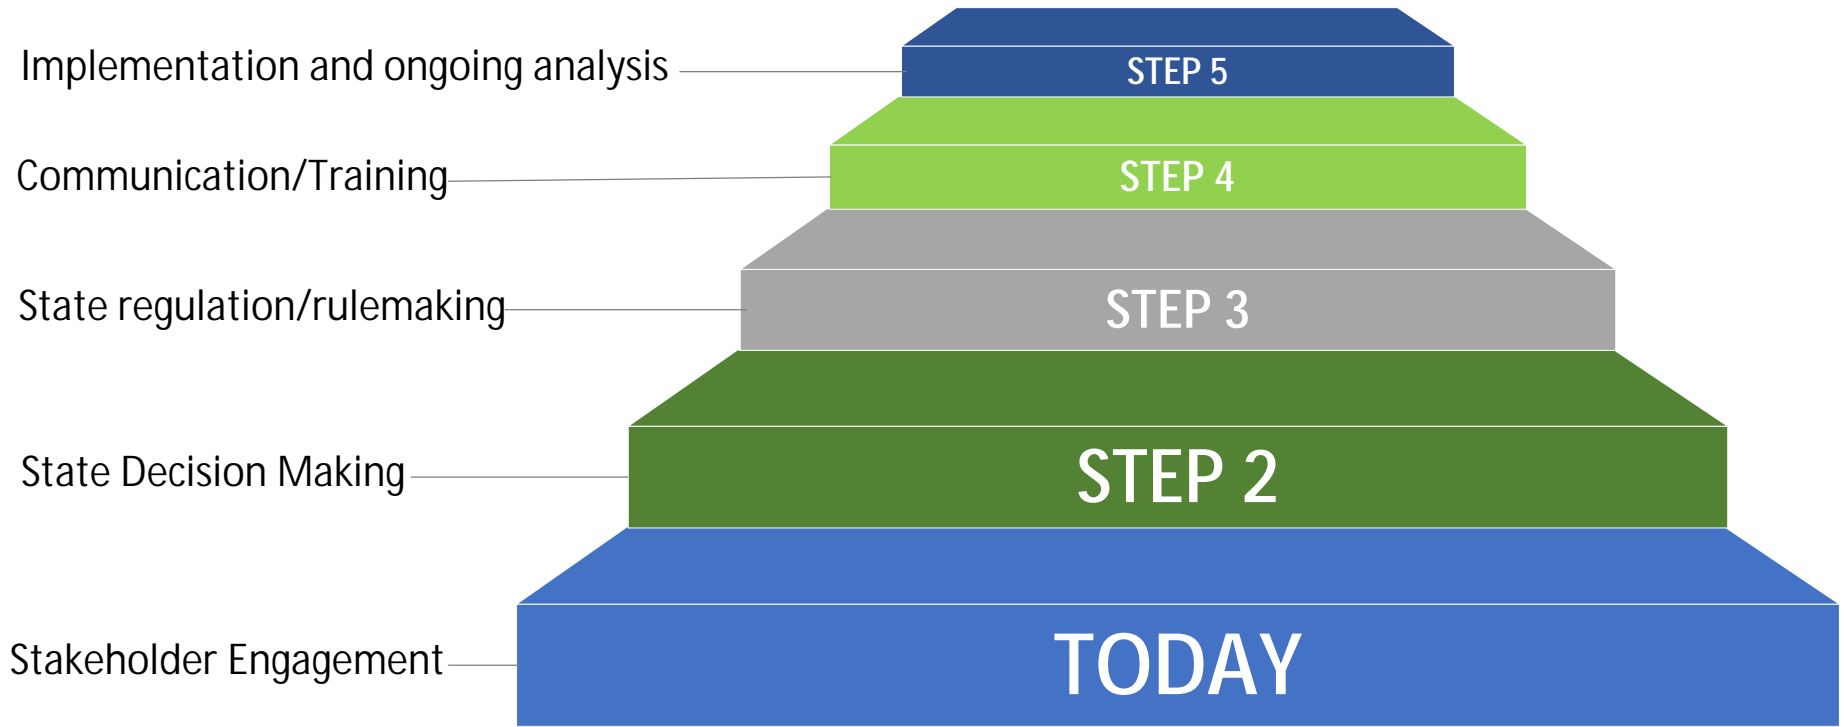 Implementation and ongoing analysis
STEP 5
Communication/Training
STEP 4
State regulation/rulemaking
STEP 3
State Decision Making
STEP 2
Stakeholder Engagement
TODAY